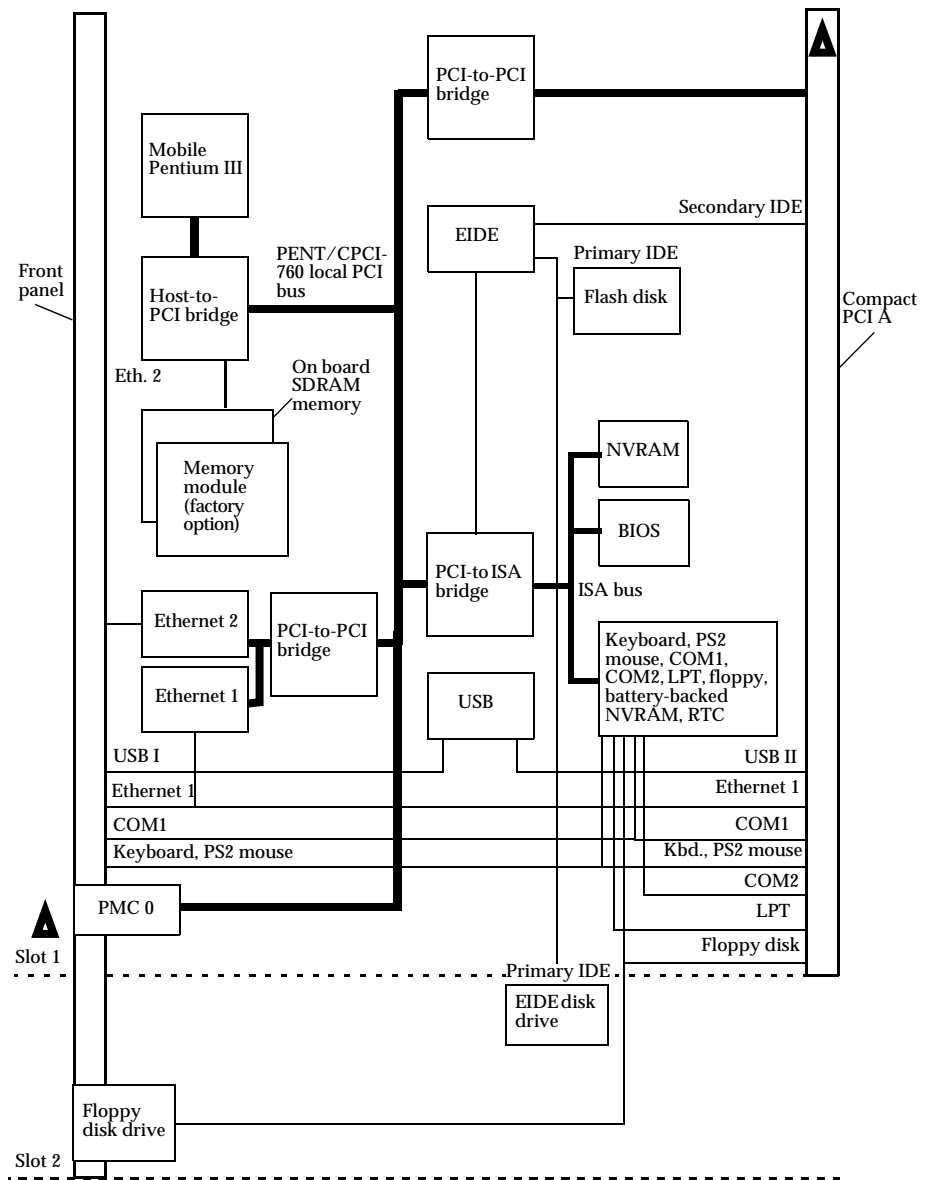 PCI-to-PCI
bridge
Mobile
Pentium III
Secondary IDE
EIDE
PENT/CPCI-
760 local PCI
bus
Primary IDE
Front
panel
Host-to-
PCI bridge
Flash disk
Compact
PCI A
Eth. 2
On board
SDRAM
memory
NVRAM
Memory
module
(factory
option)
BIOS
PCI-to ISA
bridge
ISA bus
Ethernet 2
PCI-to-PCI
bridge
Keyboard, PS2
mouse, COM1,
COM2, LPT, floppy,
battery-backed
NVRAM, RTC
Ethernet 1
USB
USB I
USB II
Ethernet 1
Ethernet 1
COM1
COM1
Keyboard, PS2 mouse
Kbd., PS2 mouse
COM2
PMC 0
LPT
Floppy disk
Slot 1
Primary IDE
EIDE disk
drive
Floppy
disk drive
Slot 2